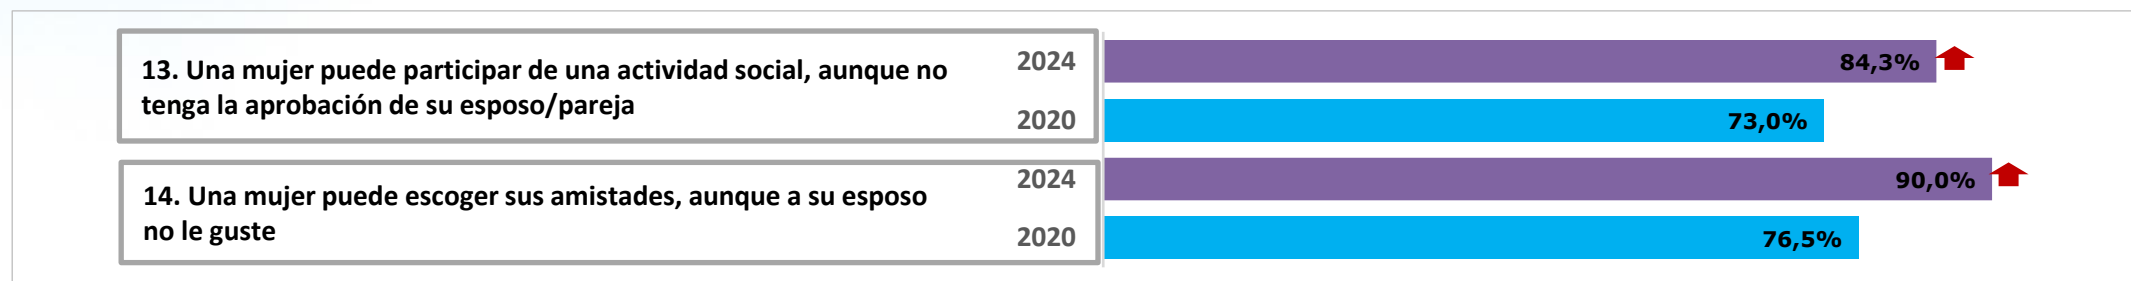 13. Una mujer puede participar de una actividad social, aunque no
tenga la aprobación de su esposo/pareja
2024
84,3%
2020
73,0%
14. Una mujer puede escoger sus amistades, aunque a su esposo
no le guste
2024
90,0%
2020
76,5%